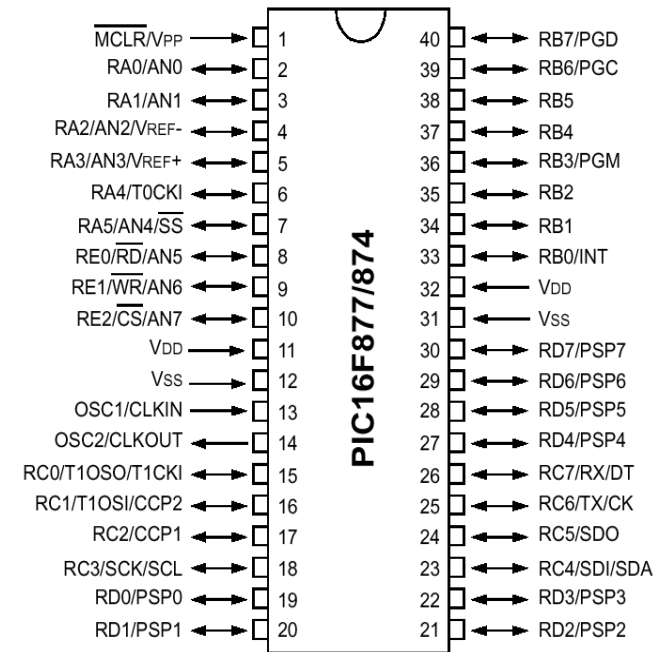 MCLR/VPP 1 40 RB7/PGD
RA0/AN0 2 39 RB6/PGC
RA1/AN1 3 38 RB5
RA2/AN2/VREF- 4 37 RB4
RA3/AN3/VREF+ 5 36 RB3/PGM
RA4/T0CKI 6 35 RB2
RA5/AN4/SS 7 34 RB1
RE0/RD/AN5 8 33 RB0/INT
RE1/WR/AN6 9 32 VDD
RE2/CS/AN7 10 31 VSS
VDD 11 30 RD7/PSP7
VSS 12 29 RD6/PSP6
OSC1/CLKIN 13 28 RD5/PSP5
OSC2/CLKOUT 14 27 RD4/PSP4
RC0/T1OSO/T1CKI 15 26 RC7/RX/DT
RC1/T1OSI/CCP2 16 25 RC6/TX/CK
RC2/CCP1 17 24 RC5/SDO
RC3/SCK/SCL 18 23 RC4/SDI/SDA
RD0/PSP0 19 22 RD3/PSP3
RD1/PSP1 20 21 RD2/PSP2
PIC16F877/874